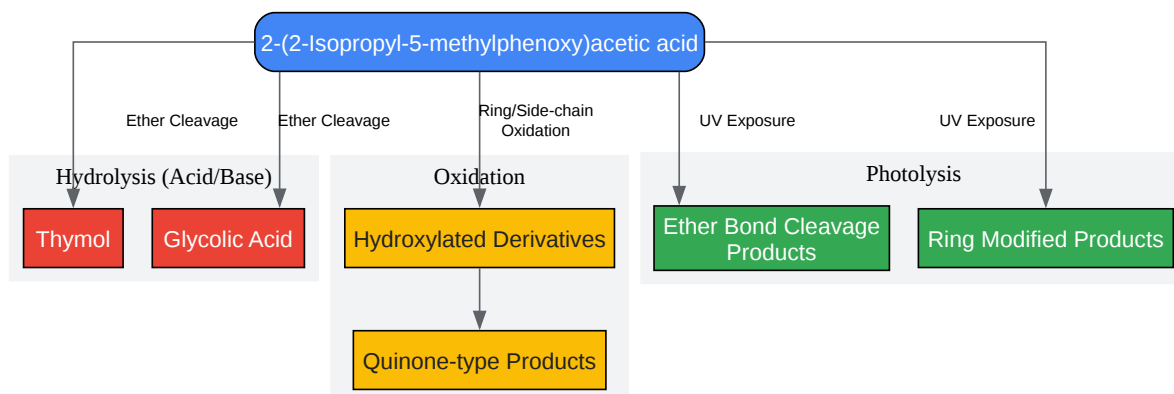 2-(2-Isopropyl-5-methylphenoxy)acetic acid
Ether Cleavage
Ether Cleavage
Ring/Side-chain
Oxidation
UV Exposure
UV Exposure
Hydrolysis (Acid/Base)
Oxidation
Photolysis
Thymol
Glycolic Acid
Hydroxylated Derivatives
Ether Bond Cleavage
Products
Ring Modified Products
Quinone-type Products